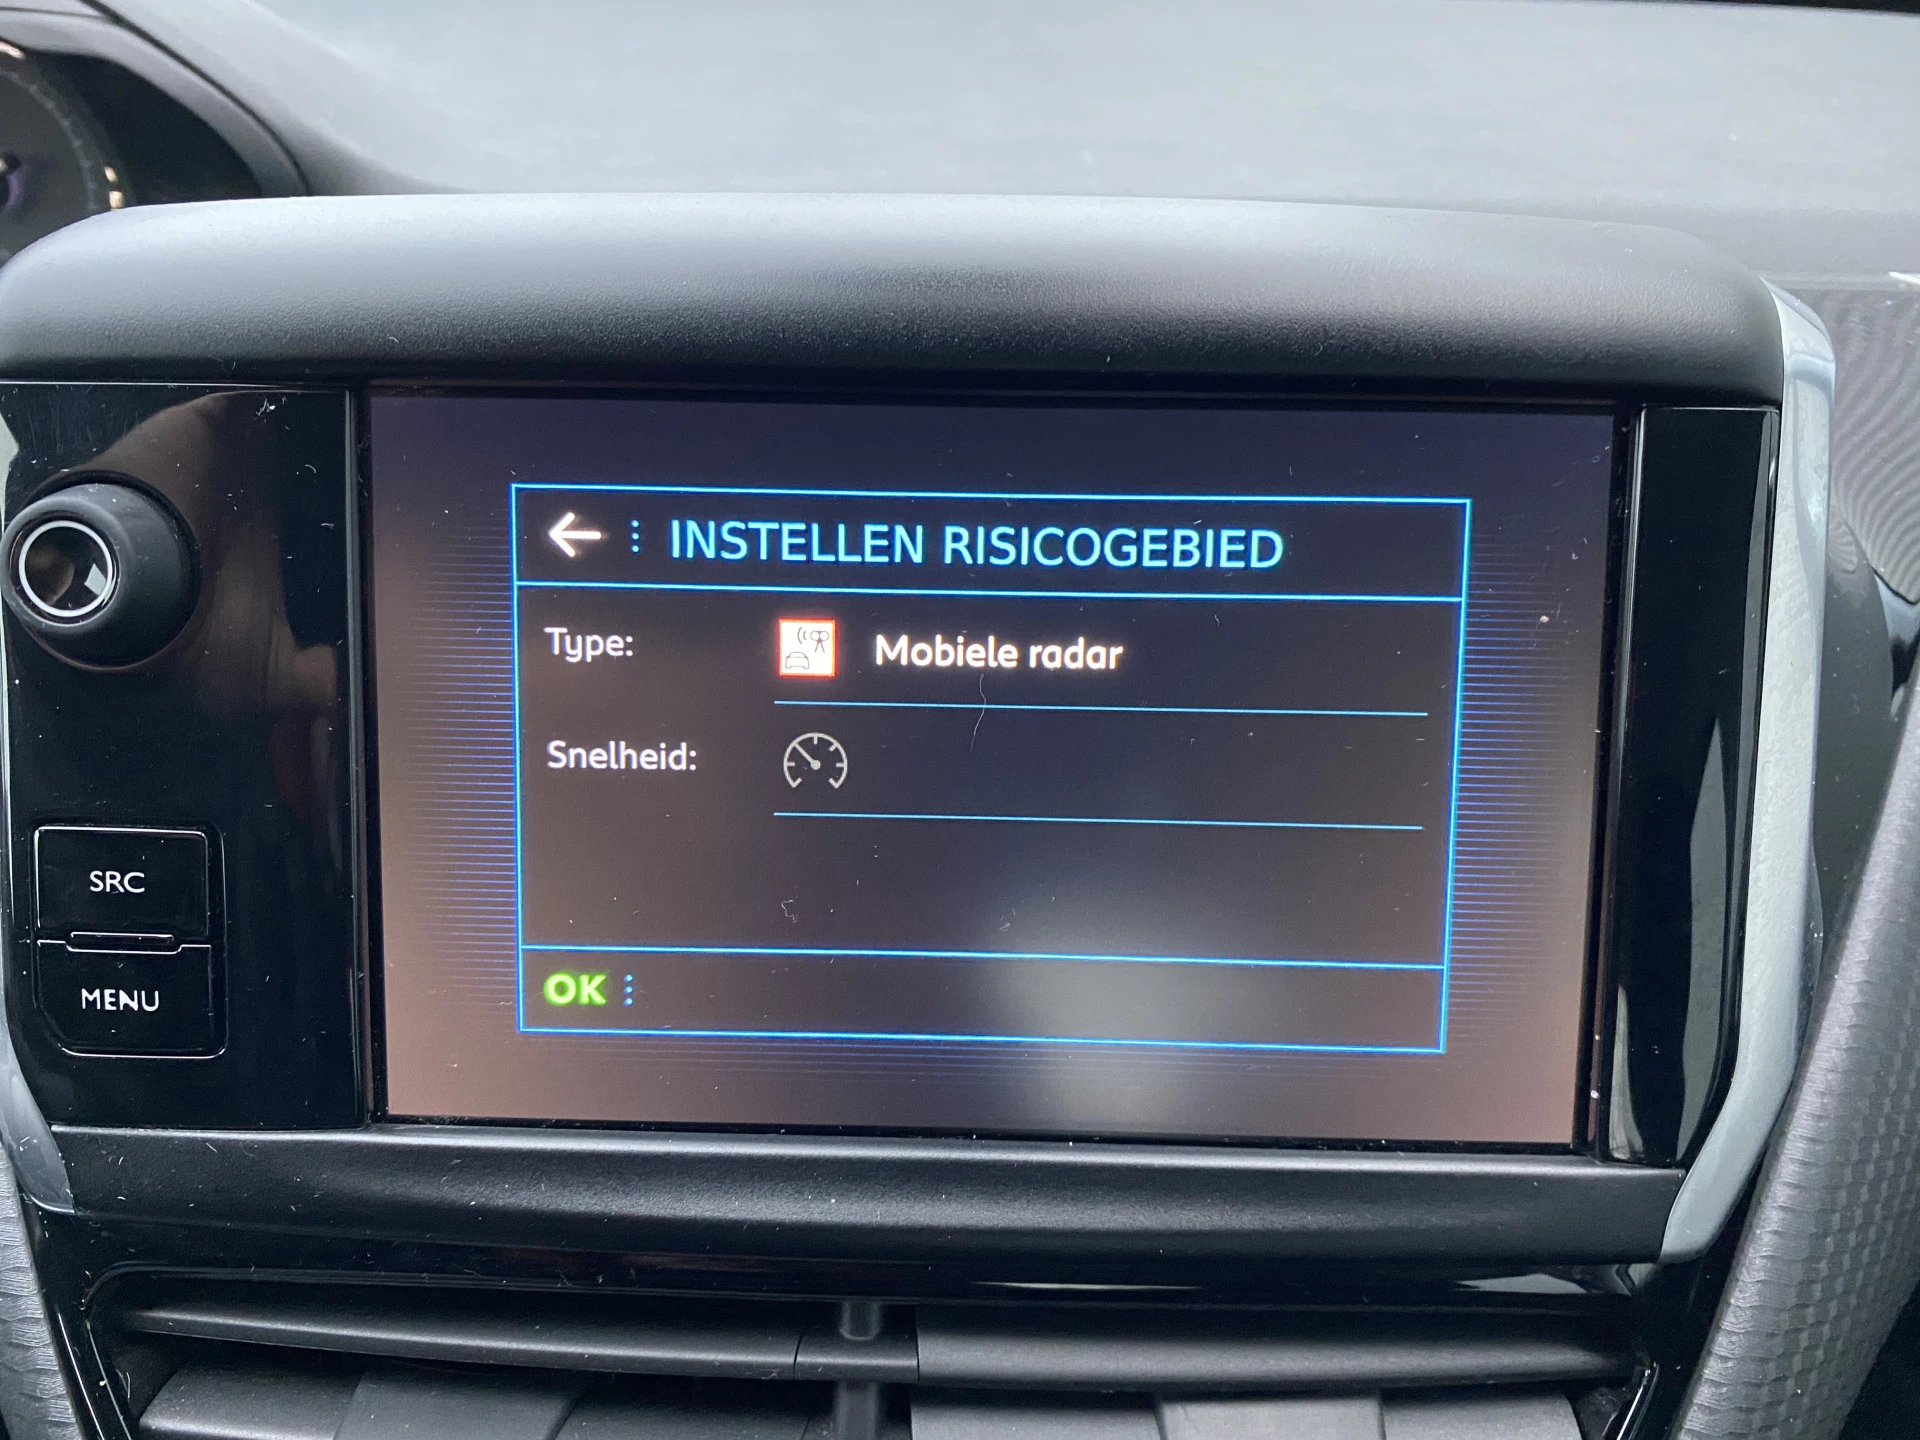 INSTELLEN RISICOGEBIED
Type: Mobiele radar
Snelheid:
SRC
MENU
OK